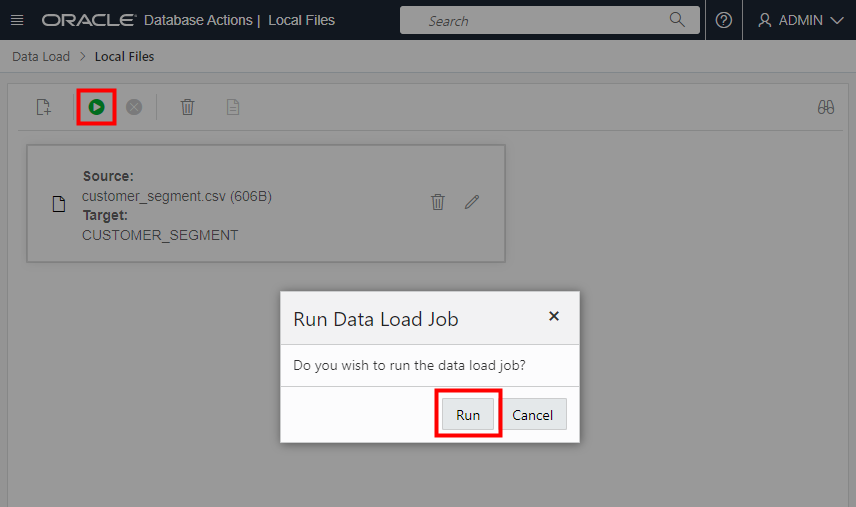 ORACLE Database Actions | Local Files
Search
ADMIN
Data Load > Local Files
Source:
customer_segment.csv (606B)
Target:
CUSTOMER_SEGMENT
Run Data Load Job
Do you wish to run the data load job?
Run Cancel